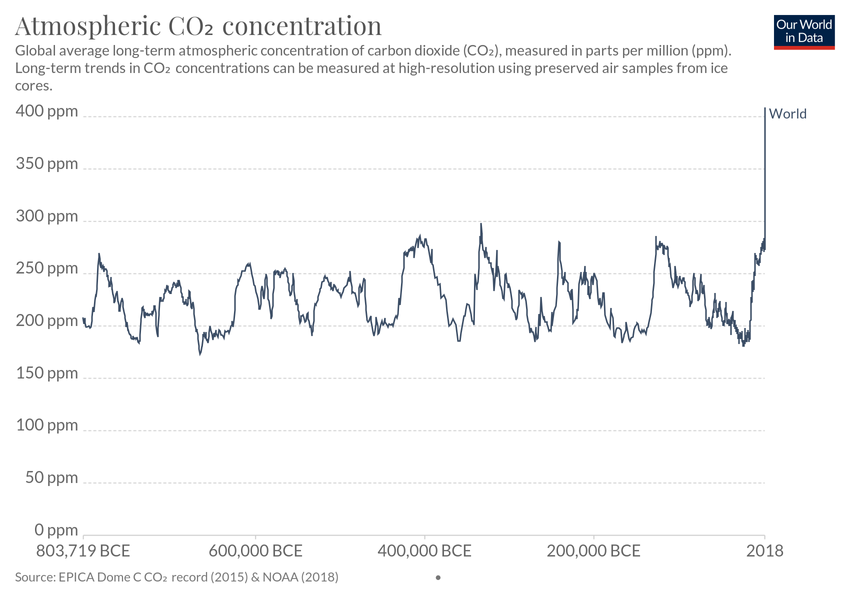 Atmospheric CO₂ concentration
Our World
in Data
Global average long-term atmospheric concentration of carbon dioxide (CO₂), measured in parts per million (ppm).
Long-term trends in CO₂ concentrations can be measured at high-resolution using preserved air samples from ice
cores.
400 ppm
World
350 ppm
300 ppm
250 ppm
200 ppm
150 ppm
100 ppm
50 ppm
0 ppm
803,719 BCE
600,000 BCE
400,000 BCE
200,000 BCE
2018
Source: EPICA Dome C CO₂ record (2015) & NOAA (2018)